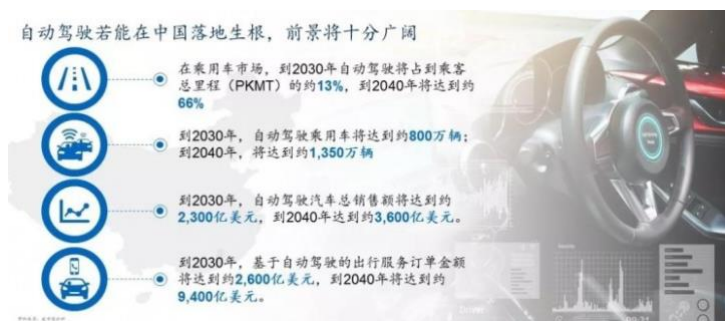 自动驾驶若能在中国落地生根，前景将十分广阔
在乘用车市场，到2030年自动驾驶将占到乘客
总里程（PKMT）的约13%，到2040年将达到约
66%
到2030年，自动驾驶乘用车将达到约800万辆；
到2040年，将达到约1,350万辆
到2030年，自动驾驶汽车总销售额将达到约
2,300亿美元，到2040年达到约3,600亿美元。
到2030年，基于自动驾驶的出行服务订单金额
将达到约2,600亿美元，到2040年将达到约
9,400亿美元。